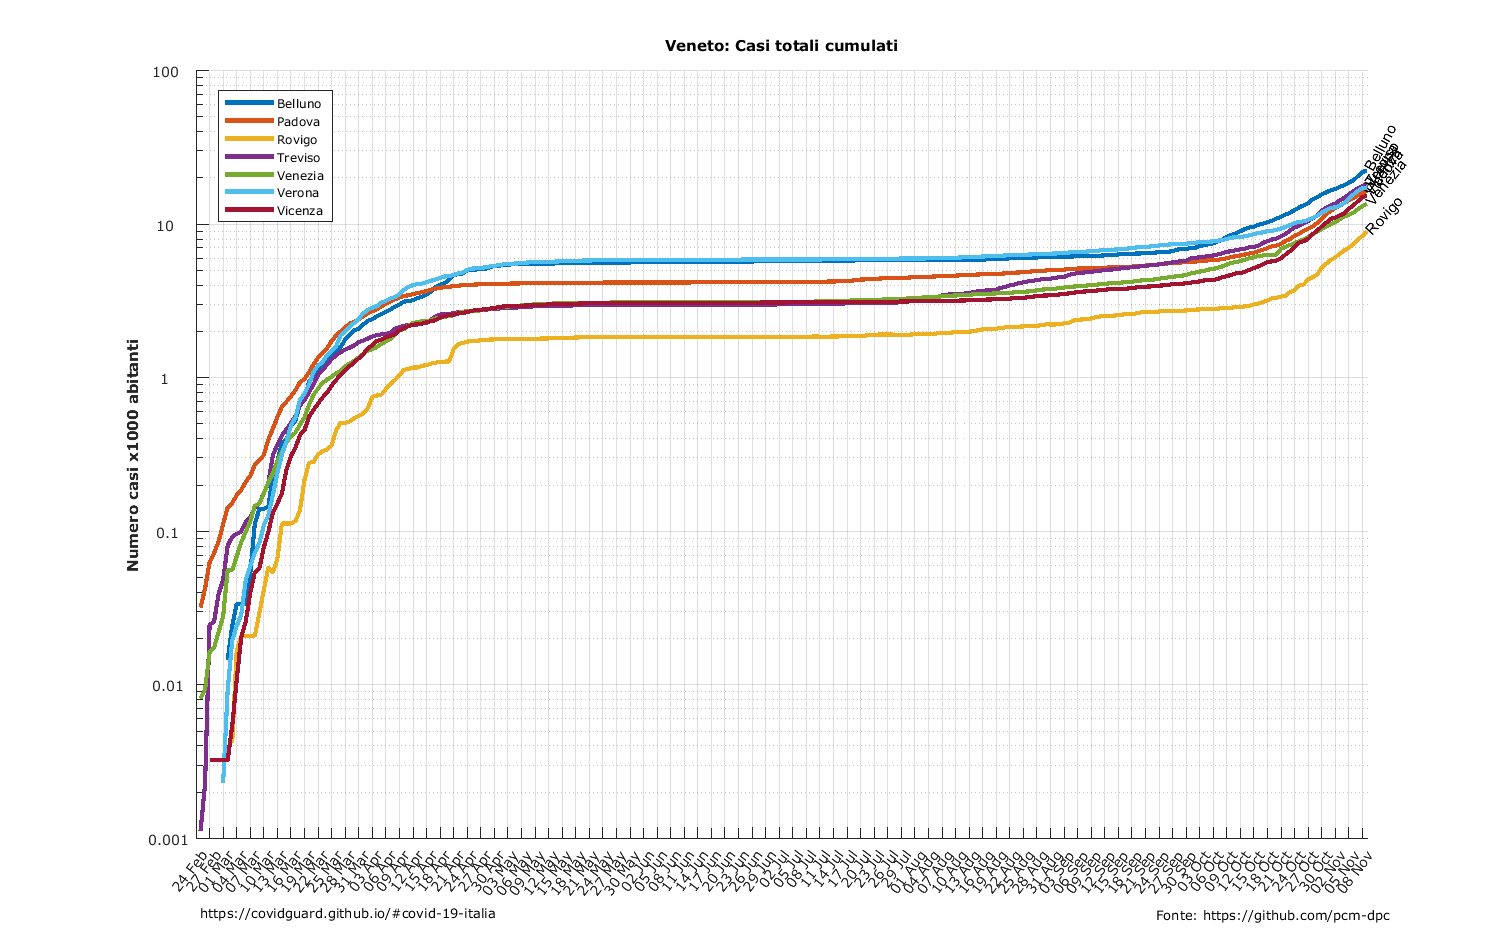 Veneto: Casi totali cumulati
100
10
1
0.1
0.01
0.001
Numero casi x1000 abitanti
Belluno
Padova
Rovigo
Treviso
Venezia
Verona
Vicenza
Belluno
Venezia
Rovigo
24 Feb
27 Feb
01 Mar
04 Mar
07 Mar
10 Mar
13 Mar
16 Mar
19 Mar
22 Mar
25 Mar
28 Mar
31 Mar
03 Apr
06 Apr
09 Apr
12 Apr
15 Apr
18 Apr
21 Apr
24 Apr
27 Apr
30 Apr
03 May
06 May
09 May
12 May
15 May
18 May
21 May
24 May
27 May
30 May
02 Jun
05 Jun
08 Jun
11 Jun
14 Jun
17 Jun
20 Jun
23 Jun
26 Jun
29 Jun
02 Jul
05 Jul
08 Jul
11 Jul
14 Jul
17 Jul
20 Jul
23 Jul
26 Jul
29 Jul
01 Aug
04 Aug
07 Aug
10 Aug
13 Aug
16 Aug
19 Aug
22 Aug
25 Aug
28 Aug
31 Aug
03 Sep
06 Sep
09 Sep
12 Sep
15 Sep
18 Sep
21 Sep
24 Sep
27 Sep
30 Sep
03 Oct
06 Oct
09 Oct
12 Oct
15 Oct
18 Oct
21 Oct
24 Oct
27 Oct
30 Oct
02 Nov
05 Nov
08 Nov
https://covidguard.github.io/#covid-19-italia
Fonte: https://github.com/pcm-dpc